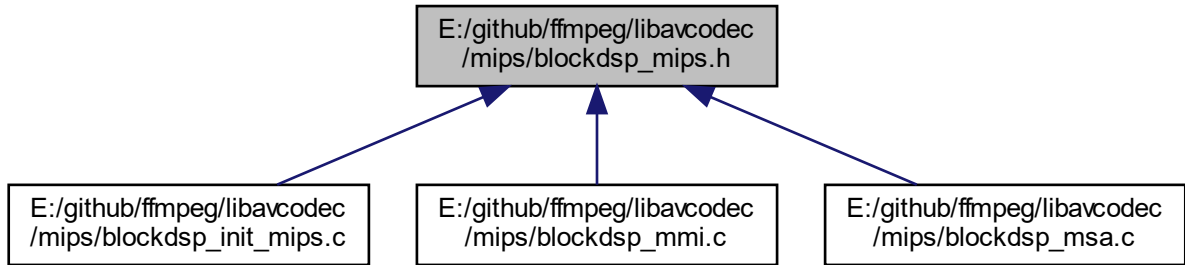 E:/github/ffmpeg/libavcodec
/mips/blockdsp_mips.h
E:/github/ffmpeg/libavcodec
/mips/blockdsp_init_mips.c
E:/github/ffmpeg/libavcodec
/mips/blockdsp_mmi.c
E:/github/ffmpeg/libavcodec
/mips/blockdsp_msa.c